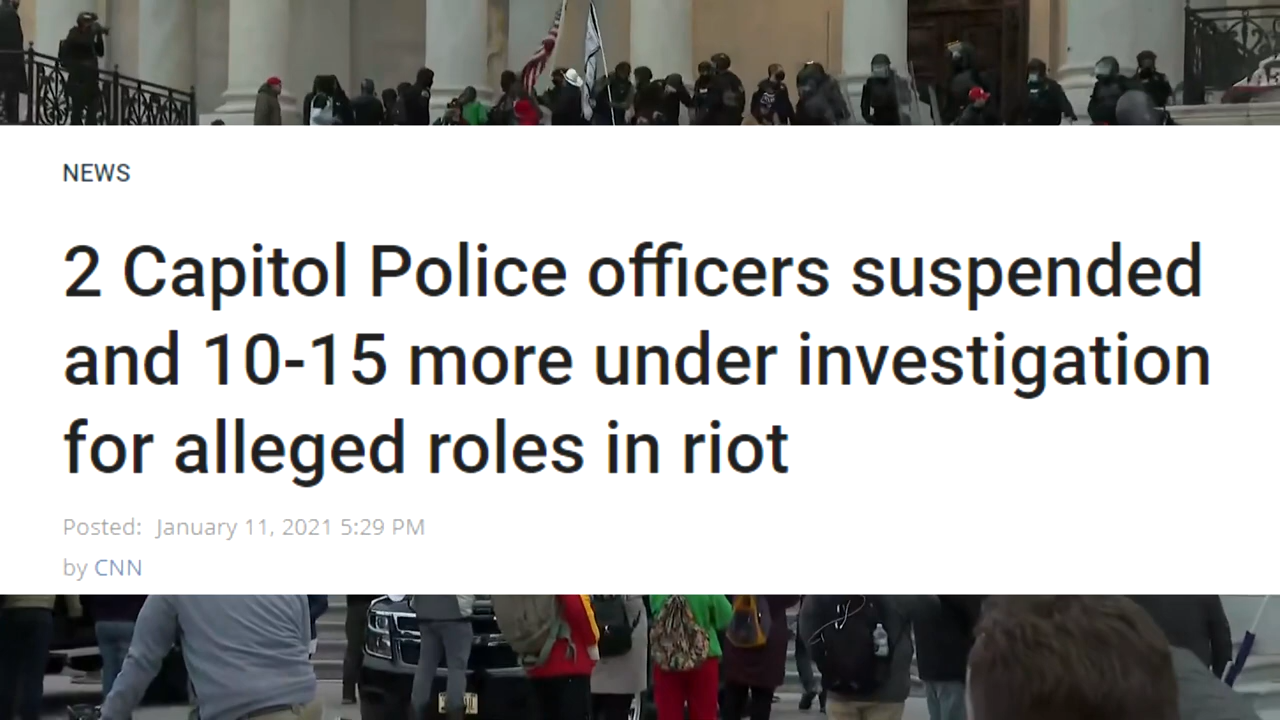 NEWS
2 Capitol Police officers suspended
and 10-15 more under investigation
for alleged roles in riot
Posted: January 11, 2021 5:29 PM
by CNN